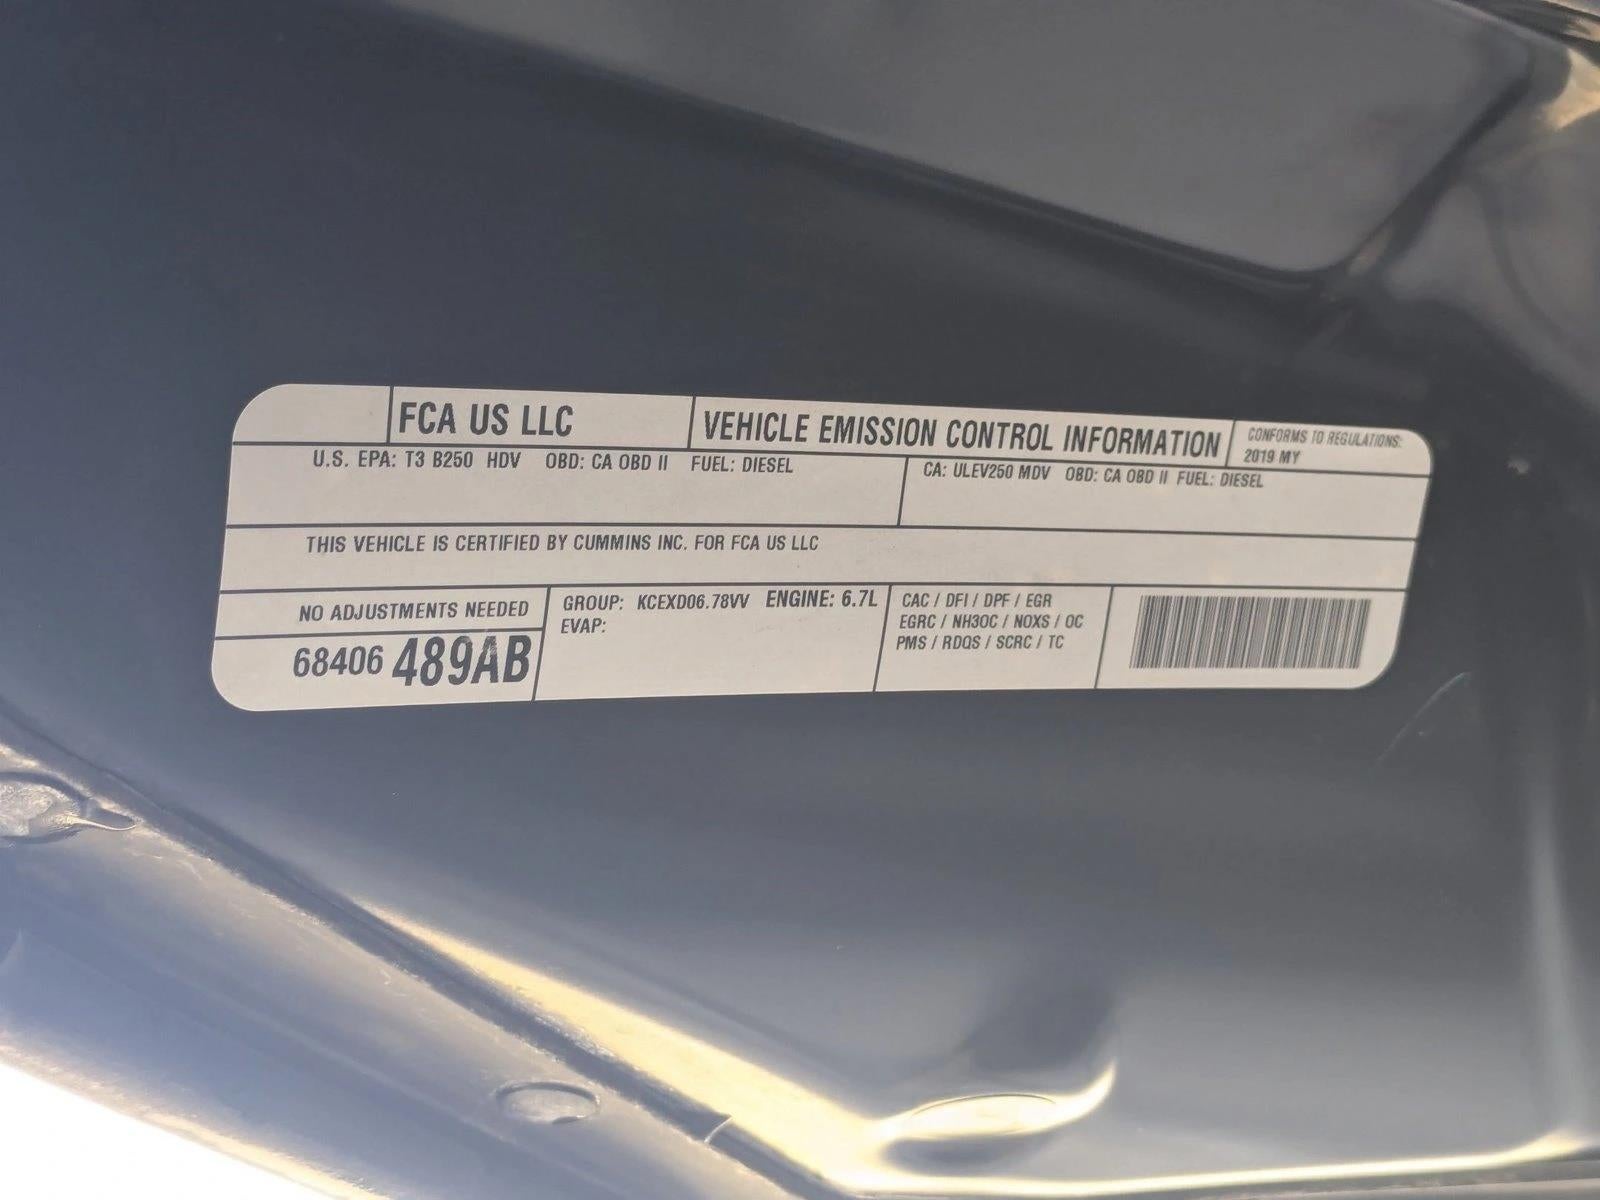 FCA US LLC
VEHICLE EMISSION CONTROL INFORMATION
CONFORMS TO REGULATIONS:
2019 MY
U.S. EPA: T3 B250 HDV OBD: CA OBD II FUEL: DIESEL
CA: ULEV250 MDV OBD: CA OBD II FUEL: DIESEL
THIS VEHICLE IS CERTIFIED BY CUMMINS INC. FOR FCA US LLC
NO ADJUSTMENTS NEEDED
68406 489AB
GROUP: KCEXD06.78VV ENGINE: 6.7L
EVAP:
CAC / DFI / DPF / EGR
EGRC / NH3OC / NOXS / OC
PMS / RDQS / SCRC / TC